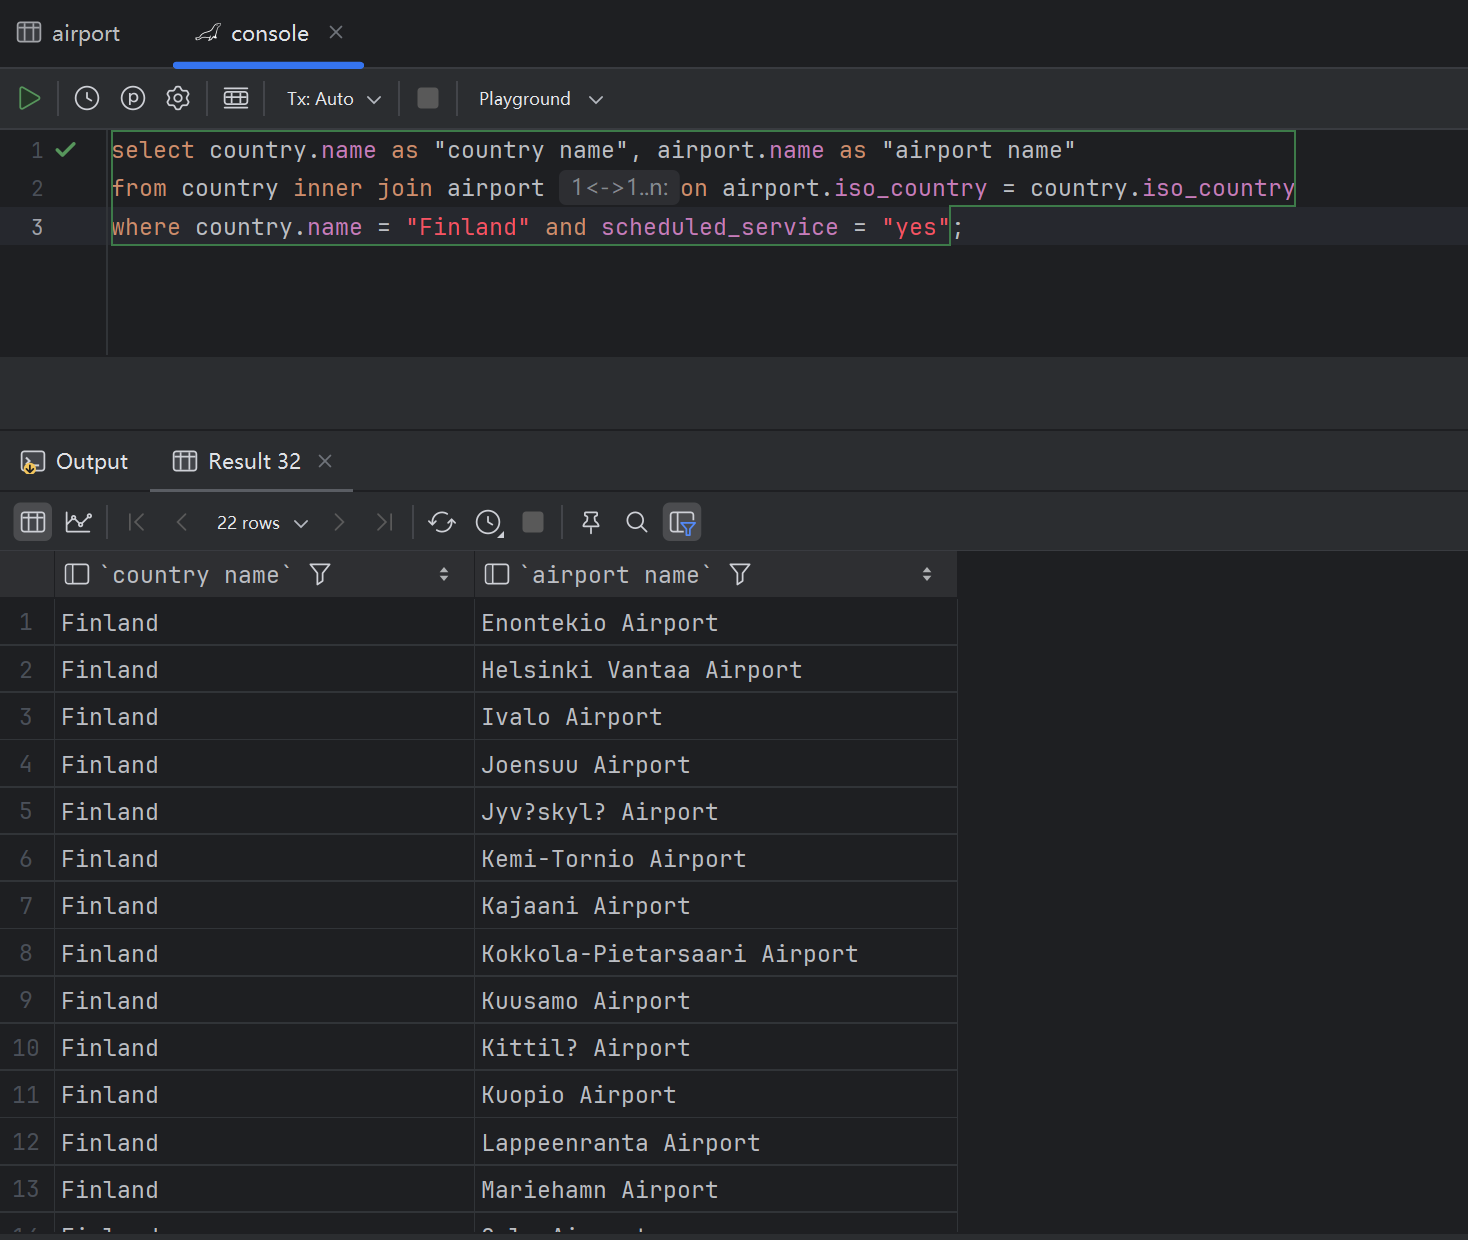 airport console
Tx: Auto Playground
1 select country.name as "country name", airport.name as "airport name"
2 from country inner join airport 1<->1..n: on airport.iso_country = country.iso_country
3 where country.name = "Finland" and scheduled_service = "yes";
Output Result 32
22 rows
`country name` `airport name`
1 Finland Enontekio Airport
2 Finland Helsinki Vantaa Airport
3 Finland Ivalo Airport
4 Finland Joensuu Airport
5 Finland Jyv?skyl? Airport
6 Finland Kemi-Tornio Airport
7 Finland Kajaani Airport
8 Finland Kokkola-Pietarsaari Airport
9 Finland Kuusamo Airport
10 Finland Kittil? Airport
11 Finland Kuopio Airport
12 Finland Lappeenranta Airport
13 Finland Mariehamn Airport